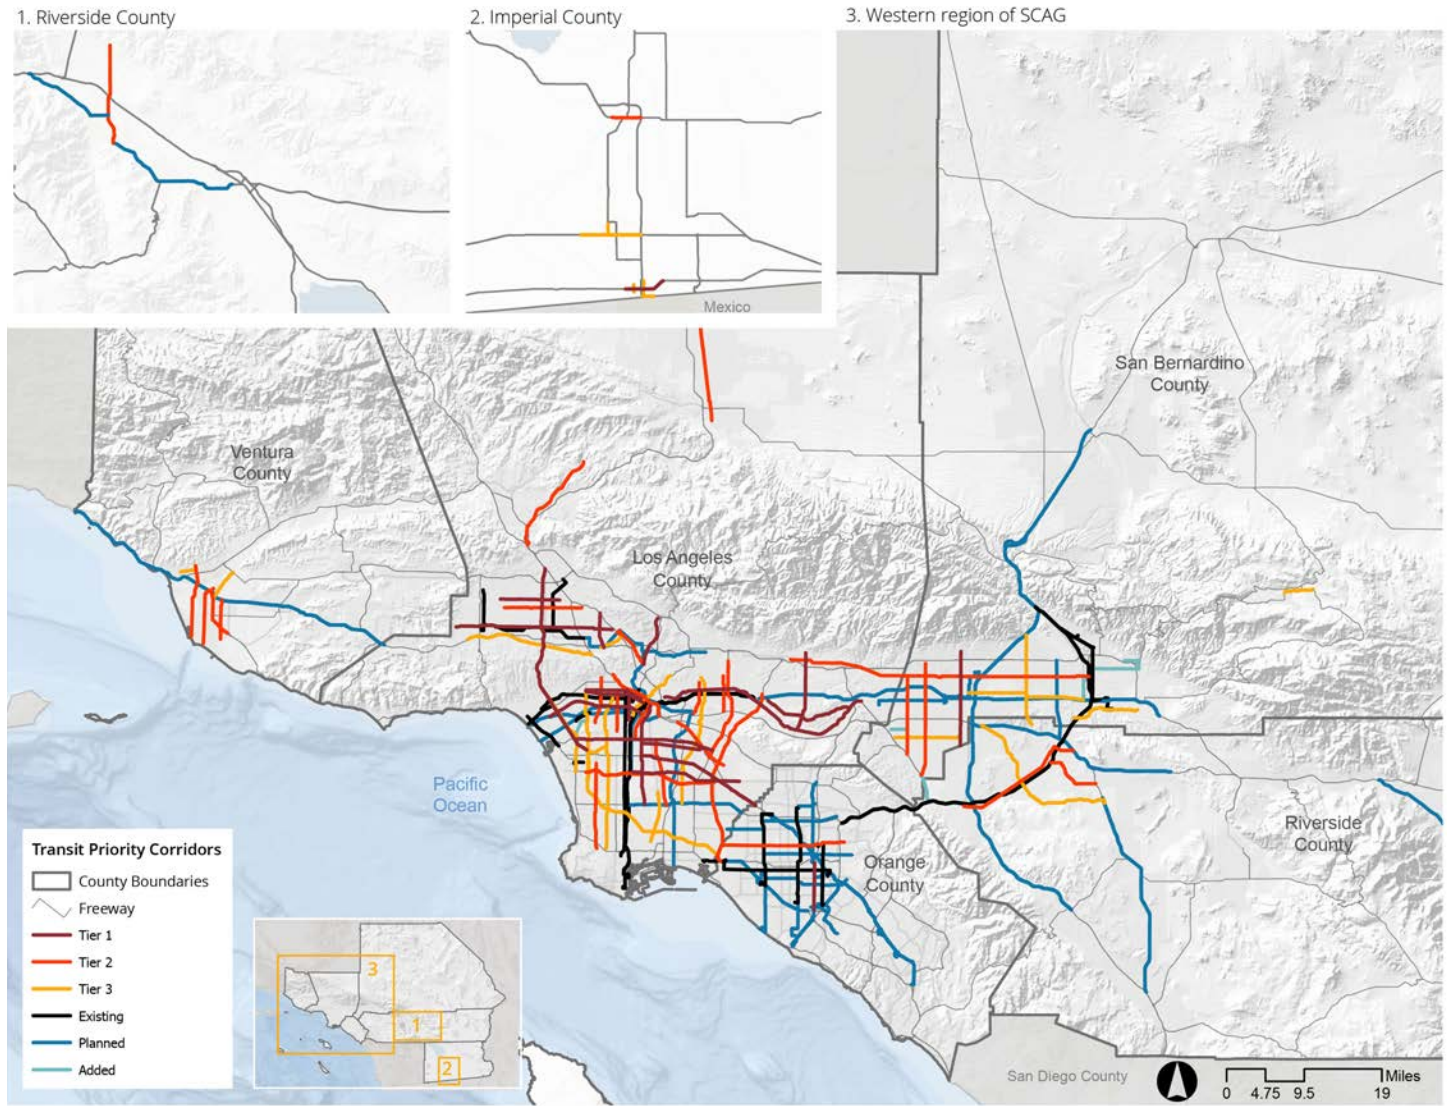 1. Riverside County
2. Imperial County
3. Western region of SCAG
Mexico
San Bernardino
County
Ventura
County
Los Angeles
County
Pacific
Ocean
Riverside
County
Orange
County
Transit Priority Corridors
County Boundaries
Freeway
Tier 1
Tier 2
Tier 3
Existing
Planned
Added
3
1
2
San Diego County
Miles
0 4.75 9.5 19